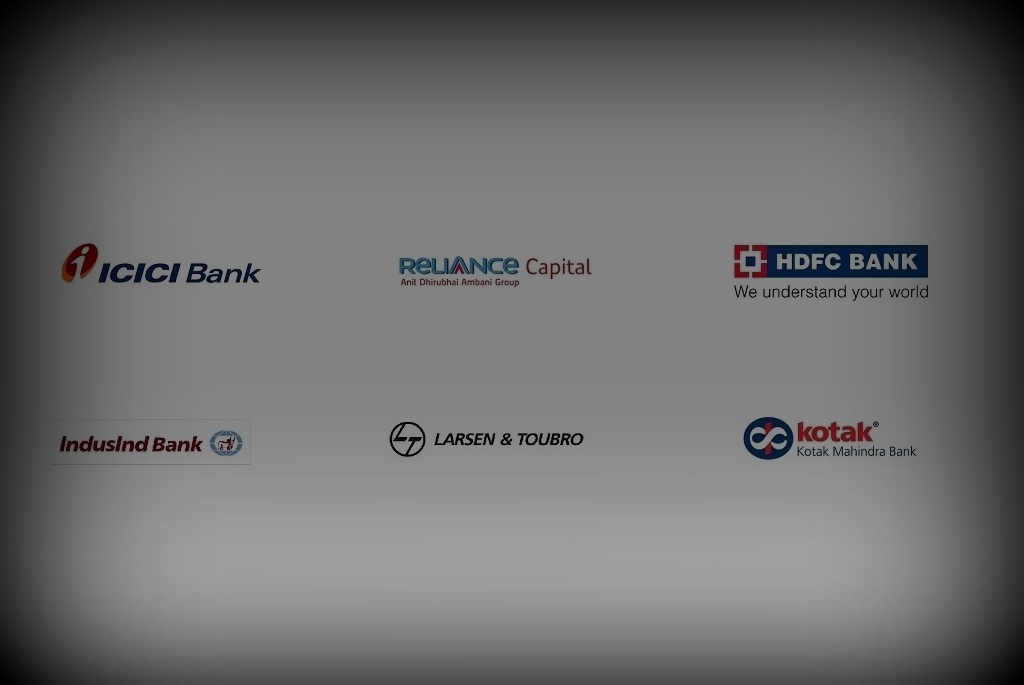 ICICI Bank
RELIANCE Capital
Anil Dhirubhai Ambani Group
HDFC BANK
We understand your world
IndusInd Bank
LARSEN & TOUBRO
kotak®
Kotak Mahindra Bank